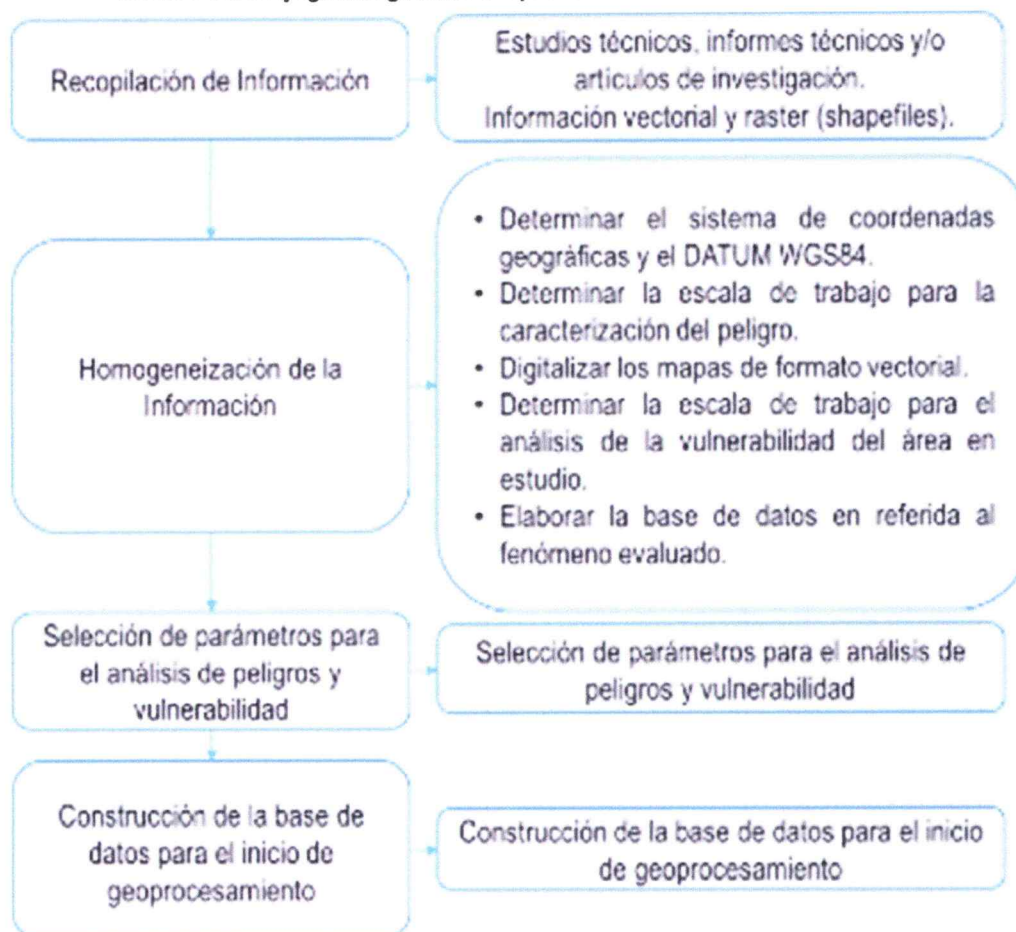 Recopilación de Información
Estudios técnicos, informes técnicos y/o
artículos de investigación.
Información vectorial y raster (shapefiles).
Homogeneización de la
Información
• Determinar el sistema de coordenadas
geográficas y el DATUM WGS84.
• Determinar la escala de trabajo para la
caracterización del peligro.
• Digitalizar los mapas de formato vectorial.
• Determinar la escala de trabajo para el
análisis de la vulnerabilidad del área en
estudio.
• Elaborar la base de datos en referida al
fenómeno evaluado.
Selección de parámetros para
el análisis de peligros y
vulnerabilidad
Selección de parámetros para el análisis de
peligros y vulnerabilidad
Construcción de la base de
datos para el inicio de
geoprocesamiento
Construcción de la base de datos para el inicio
de geoprocesamiento